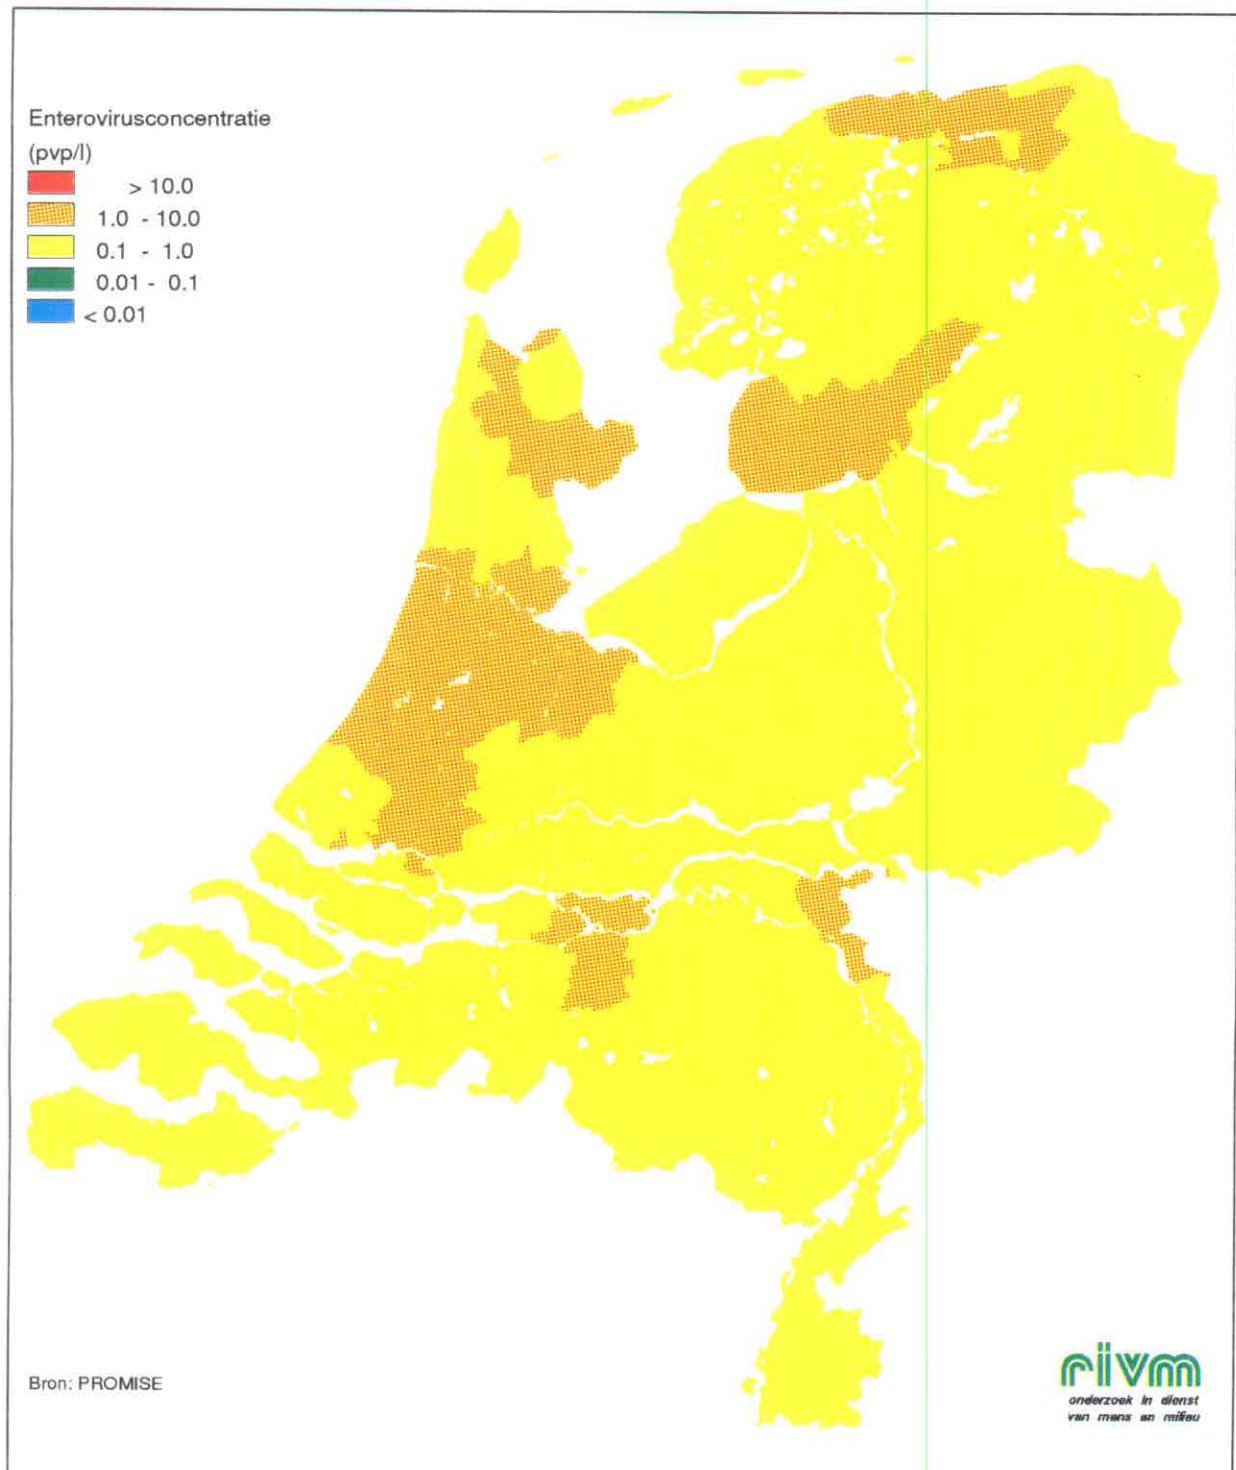 Enterovirusconcentratie
(pvp/l)
> 10.0
1.0 - 10.0
0.1 - 1.0
0.01 - 0.1
< 0.01
Bron: PROMISE
rivm
onderzoek in dienst
van mens en milieu